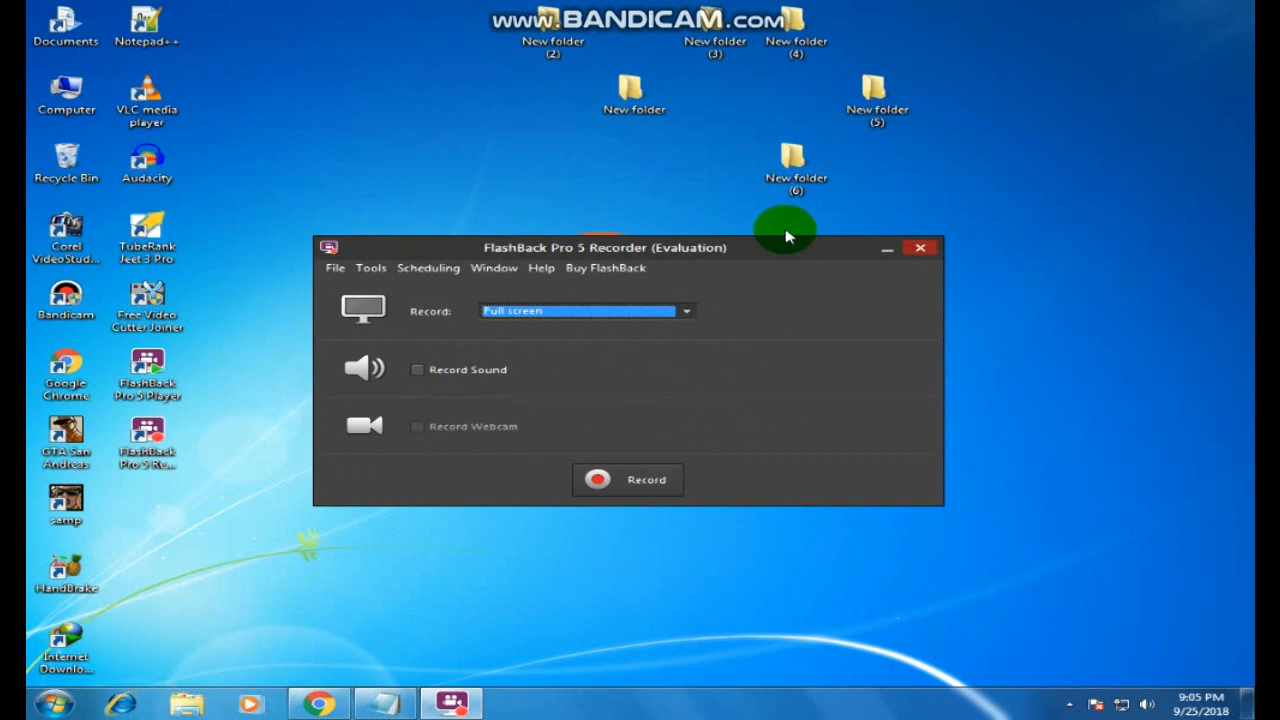 www.BANDICAM.com
Documents
Notepad++
New folder
(2)
New folder
(3)
New folder
(4)
Computer
VLC media
player
New folder
New folder
(5)
Recycle Bin
Audacity
New folder
(6)
Corel
VideoStud...
TubeRank
Jeet 3 Pro
FlashBack Pro 5 Recorder (Evaluation)
File Tools Scheduling Window Help Buy FlashBack
Bandicam
Free Video
Cutter Joiner
Record:
Full screen
Google
Chrome
FlashBack
Pro 5 Player
Record Sound
GTA San
Andreas
FlashBack
Pro 5 Re...
Record Webcam
Record
samp
HandBrake
Internet
Downlo...
9:05 PM
9/25/2018